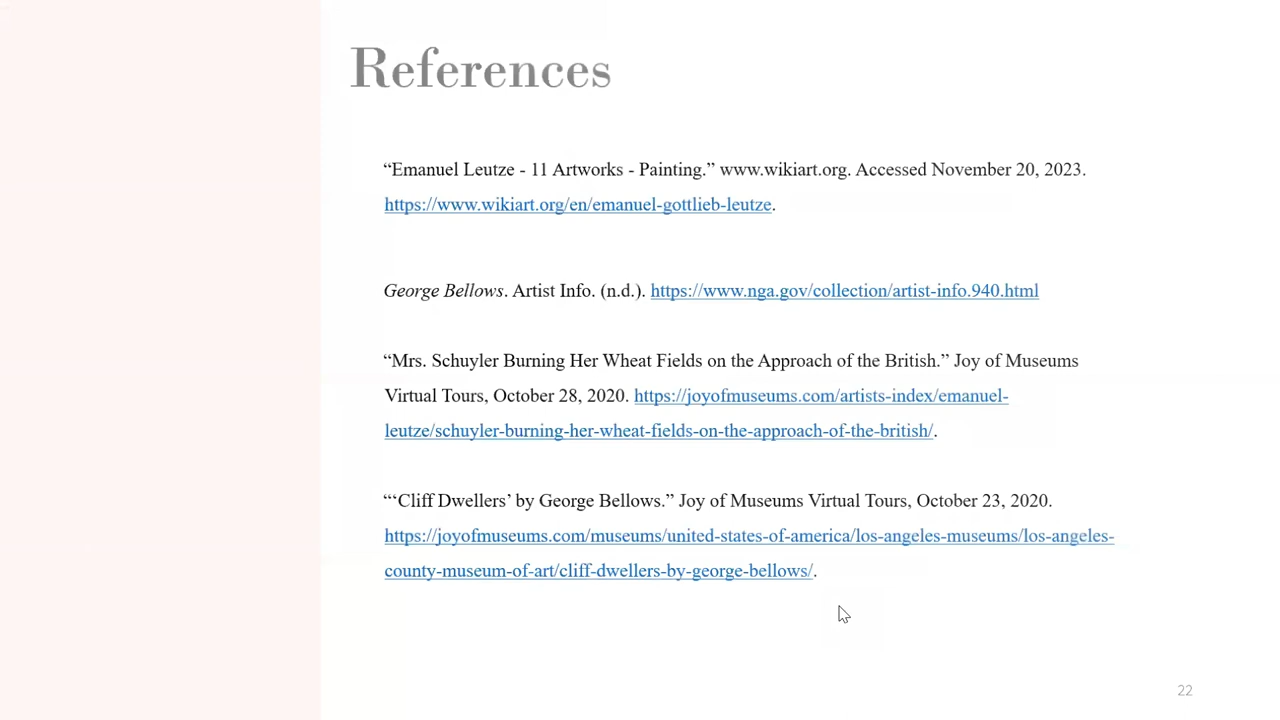 References
“Emanuel Leutze - 11 Artworks - Painting.” www.wikiart.org. Accessed November 20, 2023.
https://www.wikiart.org/en/emanuel-gottlieb-leutze.
George Bellows. Artist Info. (n.d.). https://www.nga.gov/collection/artist-info.940.html
“Mrs. Schuyler Burning Her Wheat Fields on the Approach of the British.” Joy of Museums
Virtual Tours, October 28, 2020. https://joyofmuseums.com/artists-index/emanuel-
leutze/schuyler-burning-her-wheat-fields-on-the-approach-of-the-british/.
“‘Cliff Dwellers’ by George Bellows.” Joy of Museums Virtual Tours, October 23, 2020.
https://joyofmuseums.com/museums/united-states-of-america/los-angeles-museums/los-angeles-
county-museum-of-art/cliff-dwellers-by-george-bellows/.
22